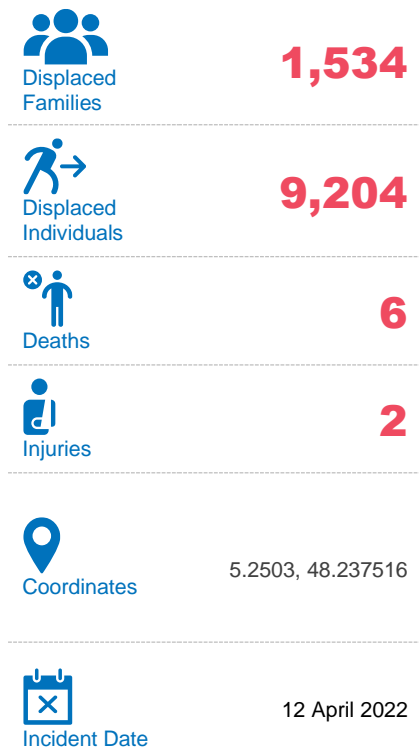 Displaced
Families
1,534
Displaced
Individuals
9,204
Deaths
6
Injuries
2
Coordinates
5.2503, 48.237516
Incident Date
12 April 2022